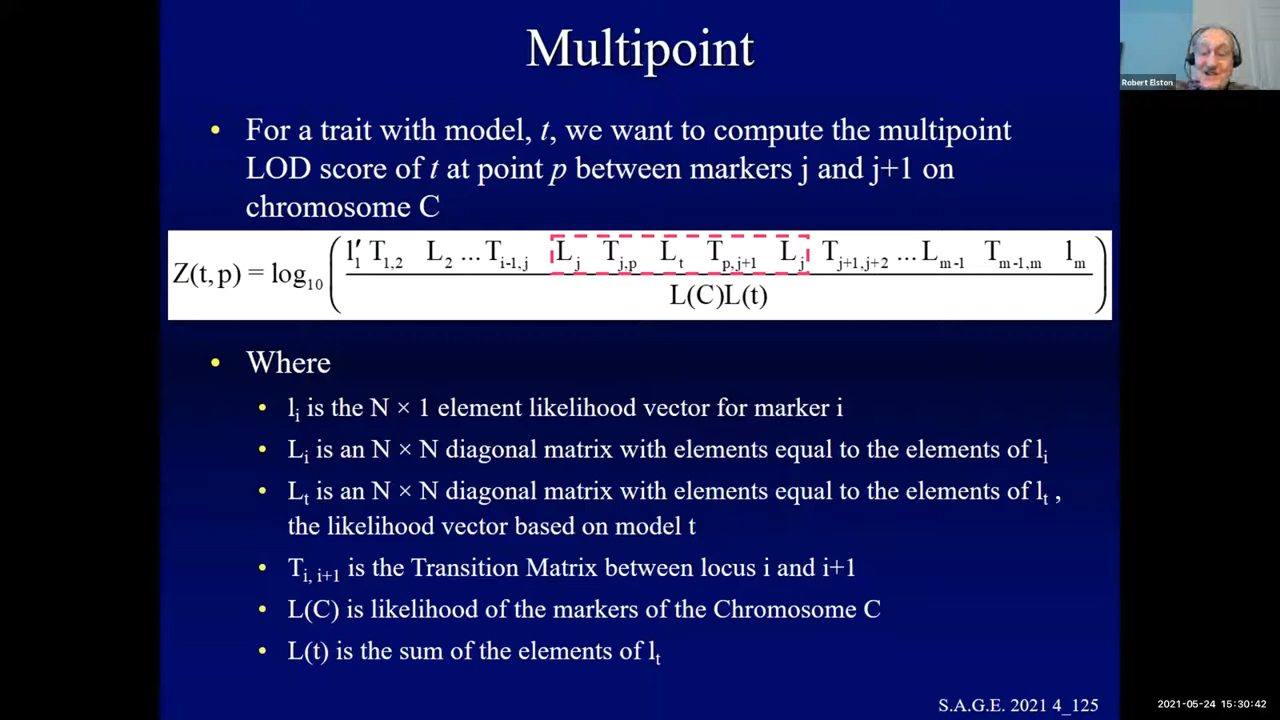 Multipoint
Robert Elston
• For a trait with model, t, we want to compute the multipoint
LOD score of t at point p between markers j and j+1 on
chromosome C
Z(t, p) = log₁₀ ( l′₁ T₁,₂ L₂ ... Tᵢ₋₁,ⱼ Lⱼ Tⱼ,ₚ Lₜ Tₚ,ⱼ₊₁ Lⱼ Tⱼ₊₁,ⱼ₊₂ ... Lₘ₋₁ Tₘ₋₁,ₘ lₘ )
L(C)L(t)
• Where
• lᵢ is the N × 1 element likelihood vector for marker i
• Lᵢ is an N × N diagonal matrix with elements equal to the elements of lᵢ
• Lₜ is an N × N diagonal matrix with elements equal to the elements of lₜ ,
the likelihood vector based on model t
• Tᵢ, ᵢ₊₁ is the Transition Matrix between locus i and i+1
• L(C) is likelihood of the markers of the Chromosome C
• L(t) is the sum of the elements of lₜ
S.A.G.E. 2021 4_125
2021-05-24 15:30:42